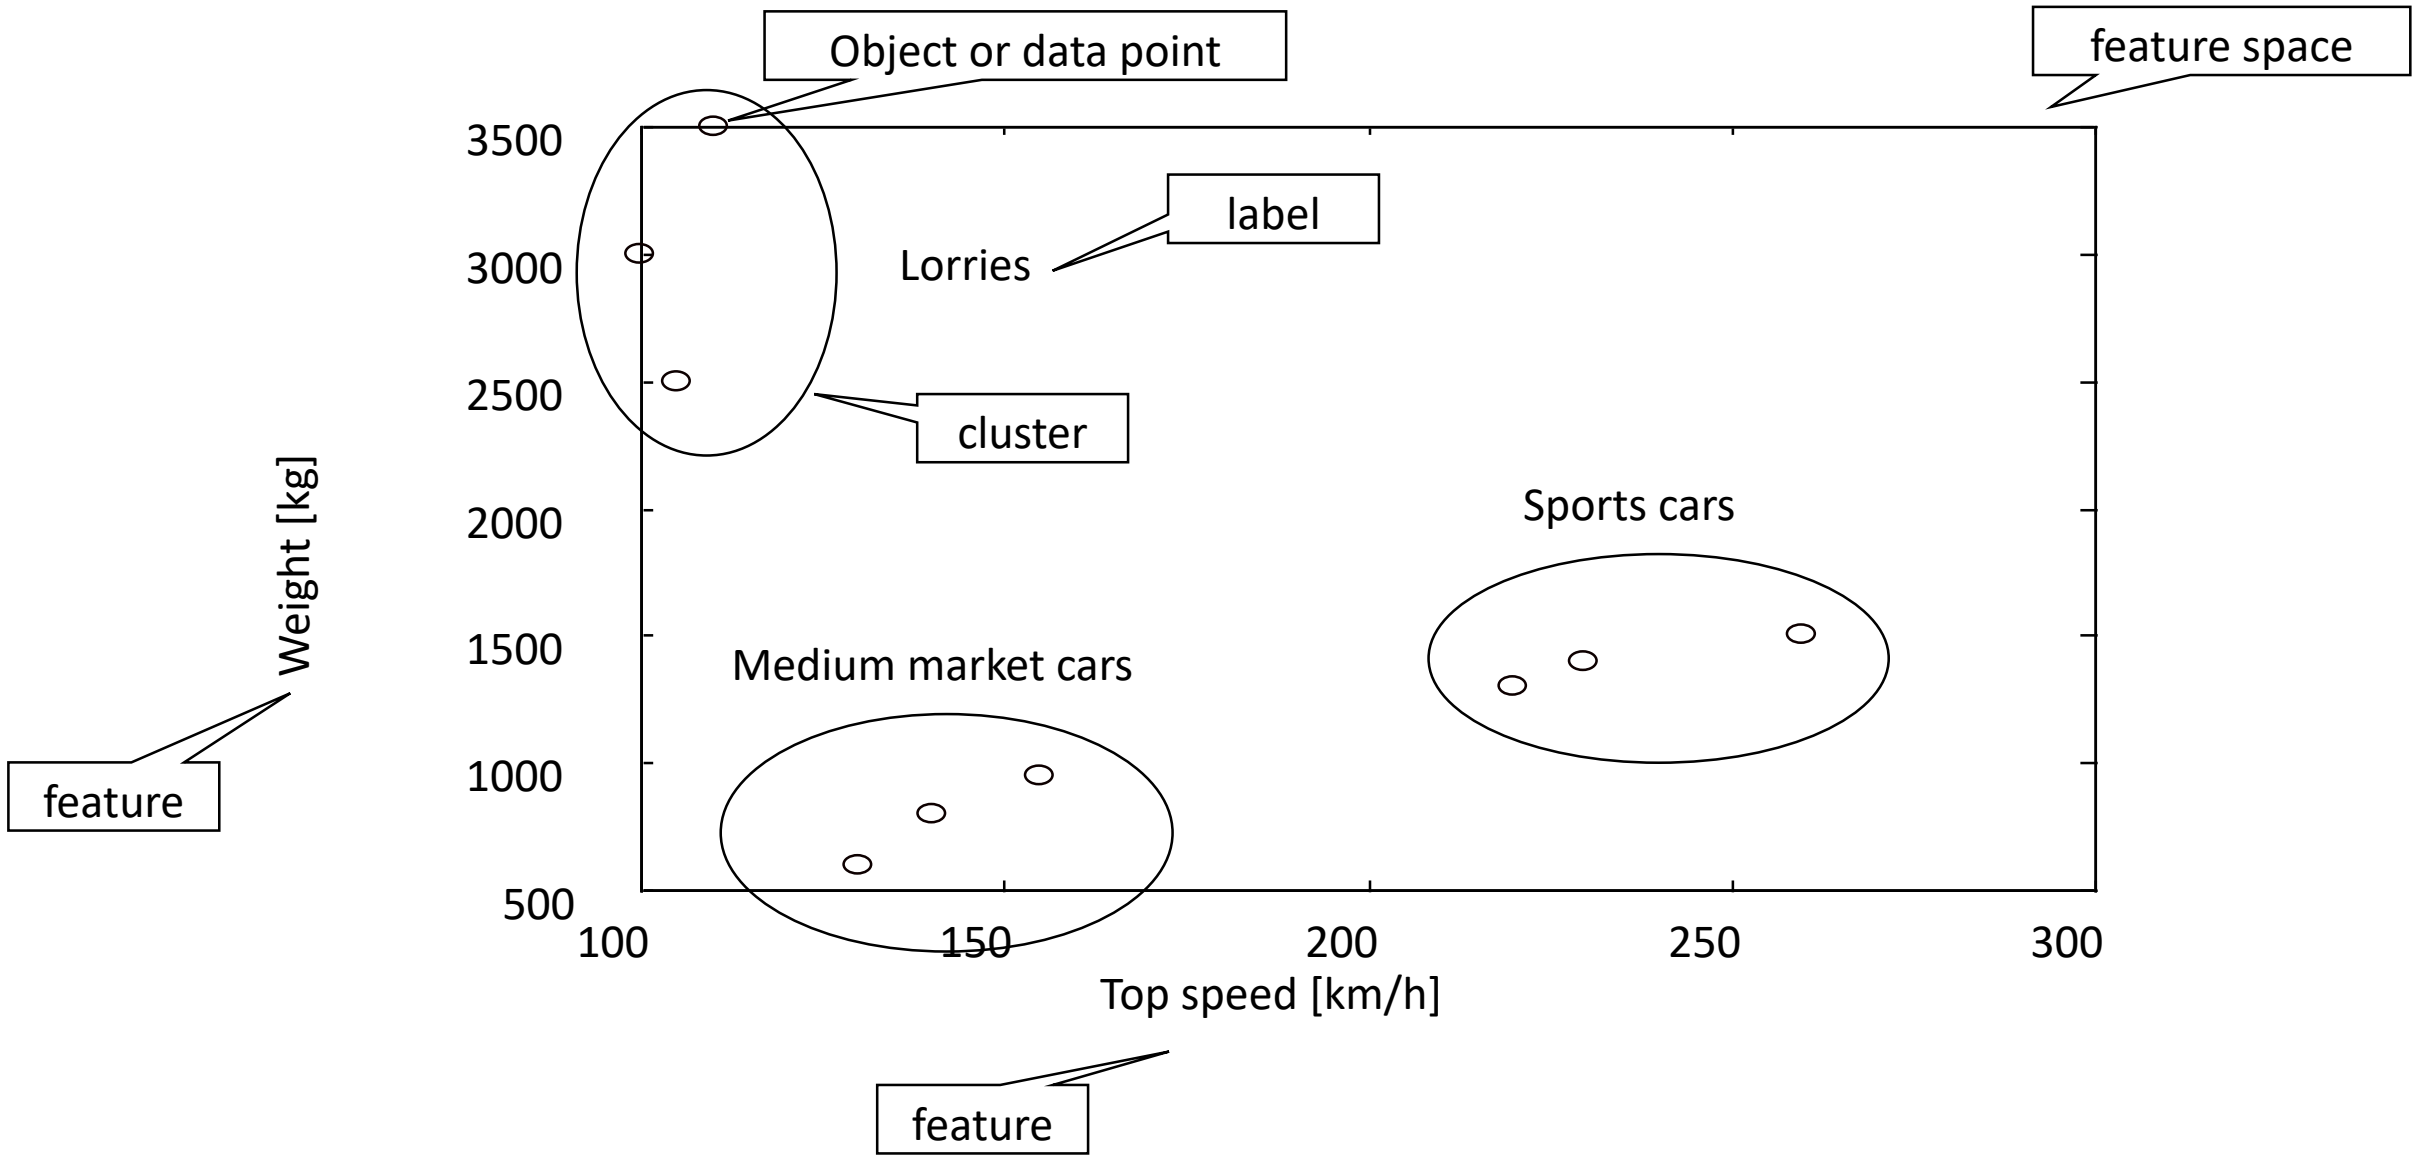 Object or data point
feature space
3500
label
Lorries
3000
2500
cluster
Weight [kg]
2000
Sports cars
1500
Medium market cars
1000
feature
500
100
150
200
250
300
Top speed [km/h]
feature